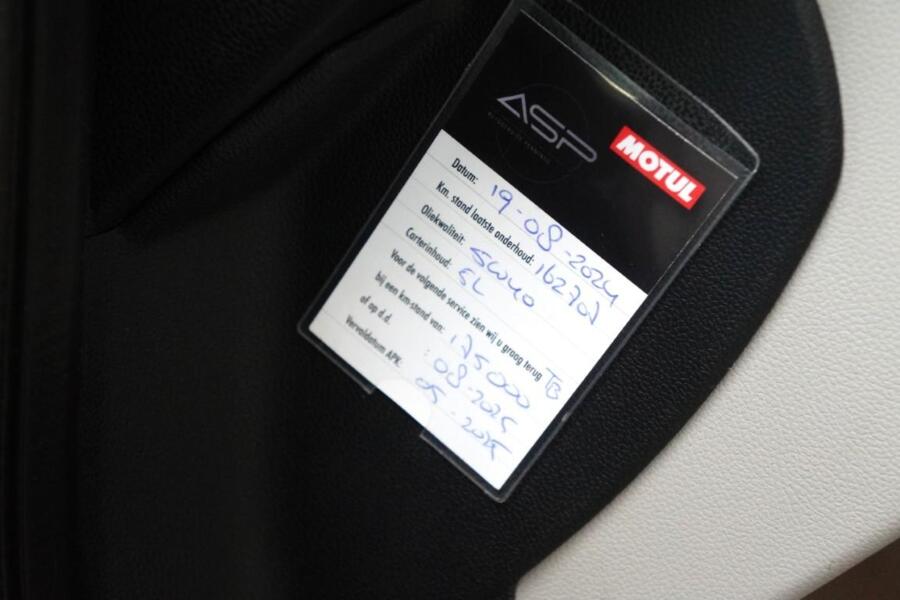 ASP
MOTUL
Datum: 19-08-2024
Km. stand laatste onderhoud: 162707
Oliekwaliteit: 5W40
Carterinhoud: 5L
Voor de volgende service zien wij u graag terug TB
bij een km-stand van: 175000
of op d.d. : 08-2025
Vervaldatum APK: 05-2025